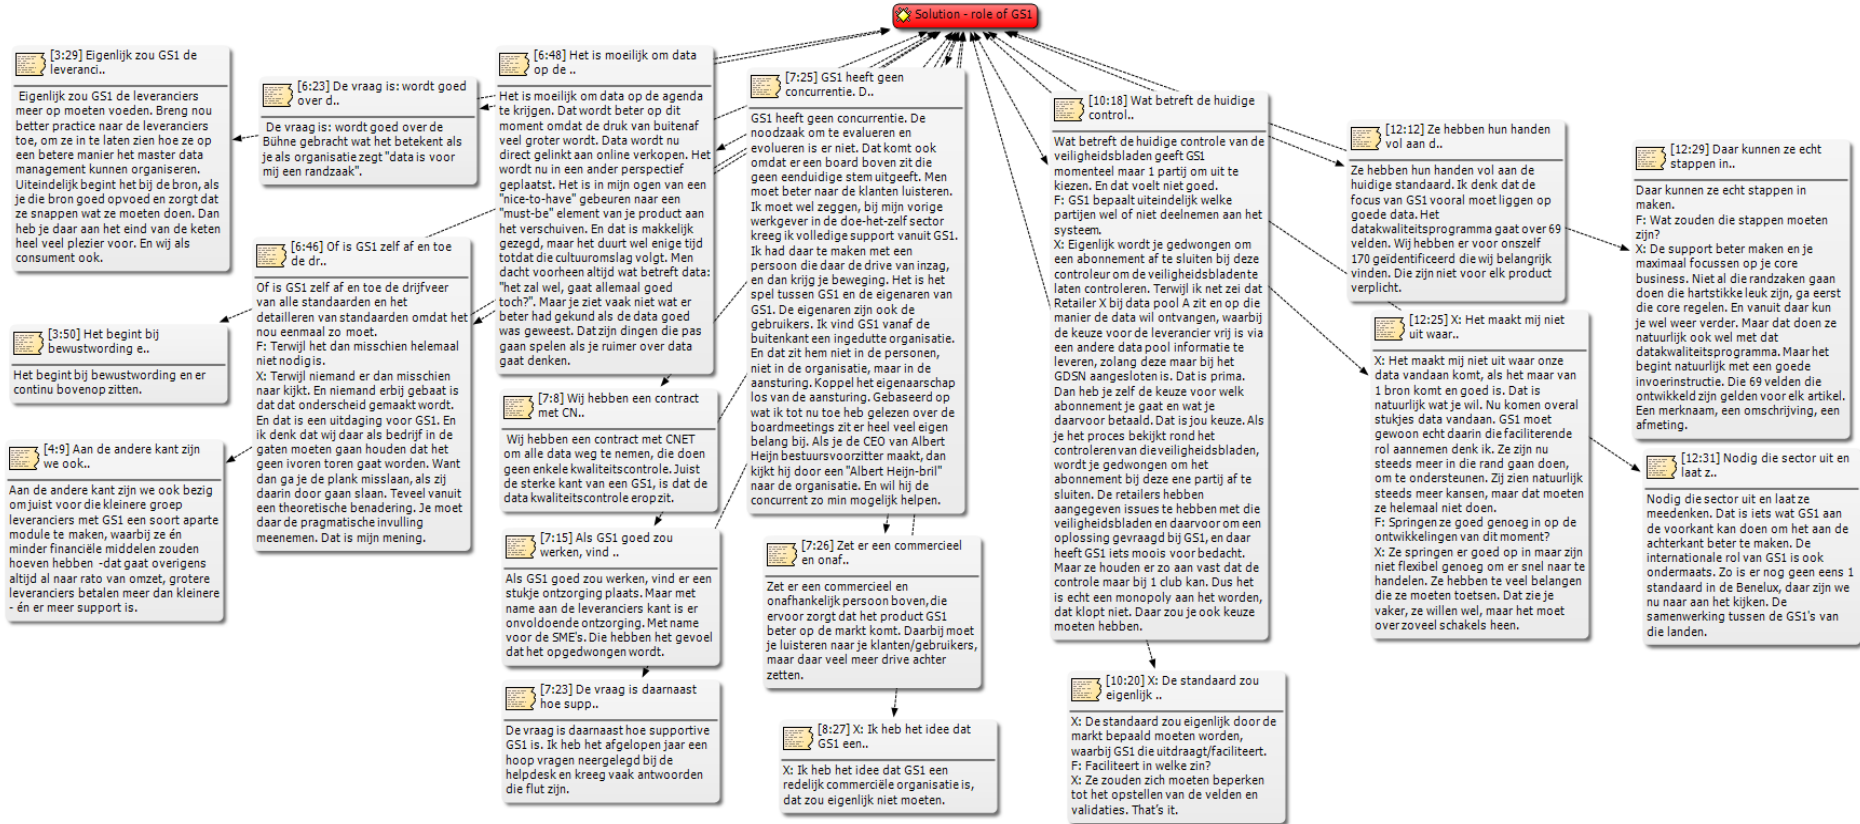 Solution - role of GS1
[3:29] Eigenlijk zou GS1 de
leveranci..
Eigenlijk zou GS1 de leveranciers
meer op moeten voeden. Breng nou
better practice naar de leveranciers
toe, om ze in te laten zien hoe ze op
een betere manier het master data
management kunnen organiseren.
Uiteindelijk begint het bij de bron, als
je die bron goed opvoed en zorgt dat
ze snappen wat ze moeten doen. Dan
heb je daar aan het eind van de keten
heel veel plezier voor. En wij als
consument ook.
[3:50] Het begint bij
bewustwording e..
Het begint bij bewustwording en er
continu bovenop zitten.
[4:9] Aan de andere kant zijn
we ook..
Aan de andere kant zijn we ook bezig
om juist voor die kleinere groep
leveranciers met GS1 een soort aparte
module te maken, waarbij ze én
minder financiële middelen zouden
hoeven hebben -dat gaat overigens
altijd al naar rato van omzet, grotere
leveranciers betalen meer dan kleinere
- én er meer support is.
[6:23] De vraag is: wordt goed
over d..
De vraag is: wordt goed over de
Bühne gebracht wat het betekent als
je als organisatie zegt "data is voor
mij een randzaak".
[6:46] Of is GS1 zelf af en toe
de dr..
Of is GS1 zelf af en toe de drijfveer
van alle standaarden en het
detailleren van standaarden omdat het
nou eenmaal zo moet.
F: Terwijl het dan misschien helemaal
niet nodig is.
X: Terwijl niemand er dan misschien
naar kijkt. En niemand erbij gebaat is
dat dat onderscheid gemaakt wordt.
En dat is een uitdaging voor GS1. En
ik denk dat wij daar als bedrijf in de
gaten moeten gaan houden dat het
geen ivoren toren gaat worden. Want
dan ga je de plank misslaan, als zij
daarin door gaan slaan. Teveel vanuit
een theoretische benadering. Je moet
daar de pragmatische invulling
meenemen. Dat is mijn mening.
[6:48] Het is moeilijk om data
op de ..
Het is moeilijk om data op de agenda
te krijgen. Dat wordt beter op dit
moment omdat de druk van buitenaf
veel groter wordt. Data wordt nu
direct gelinkt aan online verkopen. Het
wordt nu in een ander perspectief
geplaatst. Het is in mijn ogen van een
"nice-to-have" gebeuren naar een
"must-be" element van je product aan
het verschuiven. En dat is makkelijk
gezegd, maar het duurt wel enige tijd
totdat die cultuuromslag volgt. Men
dacht voorheen altijd wat betreft data:
"het zal wel, gaat allemaal goed
toch?". Maar je ziet vaak niet wat er
beter had gekund als de data goed
was geweest. Dat zijn dingen die pas
gaan spelen als je ruimer over data
gaat denken.
[7:8] Wij hebben een contract
met CN..
Wij hebben een contract met CNET
om alle data weg te nemen, die doen
geen enkele kwaliteitscontrole. Juist
de sterke kant van een GS1, is dat de
data kwaliteitscontrole erop zit.
[7:15] Als GS1 goed zou
werken, vind ..
Als GS1 goed zou werken, vind er een
stukje ontzorging plaats. Maar met
name aan de leveranciers kant is er
onvoldoende ontzorging. Met name
voor de SME's. Die hebben het gevoel
dat het opgedwongen wordt.
[7:23] De vraag is daarnaast
hoe supp..
De vraag is daarnaast hoe supportive
GS1 is. Ik heb het afgelopen jaar een
hoop vragen neergelegd bij de
helpdesk en kreeg vaak antwoorden
die flut zijn.
[7:25] GS1 heeft geen
concurrentie. D..
GS1 heeft geen concurrentie. De
noodzaak om te evalueren en
evolueren is er niet. Dat komt ook
omdat er een board boven zit die
geen eenduidige stem uitgeeft. Men
moet beter naar de klanten luisteren.
Ik moet wel zeggen, bij mijn vorige
werkgever in de doe-het-zelf sector
kreeg ik volledige support vanuit GS1.
Ik had daar te maken met een
persoon die daar de drive van inzag,
en dan krijg je beweging. Het is het
spel tussen GS1 en de eigenaren van
GS1. De eigenaren zijn ook de
gebruikers. Ik vind GS1 vanaf de
buitenkant een ingedutte organisatie.
En dat zit hem niet in de personen,
niet in de organisatie, maar in de
aansturing. Koppel het eigenaarschap
los van de aansturing. Gebaseerd op
wat ik tot nu toe heb gelezen over de
boardmeetings zit er heel veel eigen
belang bij. Als je de CEO van Albert
Heijn bestuursvoorzitter maakt, dan
kijkt hij door een "Albert Heijn-bril"
naar de organisatie. En wil hij de
concurrent zo min mogelijk helpen.
[7:26] Zet er een commercieel
en onaf..
Zet er een commercieel en
onafhankelijk persoon boven, die
ervoor zorgt dat het product GS1
beter op de markt komt. Daarbij moet
je luisteren naar je klanten/gebruikers,
maar daar veel meer drive achter
zetten.
[8:27] X: Ik heb het idee dat
GS1 een..
X: Ik heb het idee dat GS1 een
redelijk commerciële organisatie is,
dat zou eigenlijk niet moeten.
[10:18] Wat betreft de huidige
control..
Wat betreft de huidige controle van de
veiligheidsbladen geeft GS1
momenteel maar 1 partij om uit te
kiezen. En dat voelt niet goed.
F: GS1 bepaalt uiteindelijk welke
partijen wel of niet deelnemen aan het
systeem.
X: Eigenlijk wordt je gedwongen om
een abonnement af te sluiten bij deze
controleur om de veiligheidsbladen te
laten controleren. Terwijl ik net zei dat
Retailer X bij data pool A zit en op die
manier de data wil ontvangen, waarbij
de keuze voor de leverancier vrij is via
een andere data pool informatie te
leveren, zolang deze maar bij het
GDSN aangesloten is. Dat is prima.
Dan heb je zelf de keuze voor welk
abonnement je gaat en wat je
daarvoor betaald. Dat is jou keuze. Als
je het proces bekijkt rond het
controleren van die veiligheidsbladen,
wordt je gedwongen om het
abonnement bij deze ene partij af te
sluiten. De retailers hebben
aangegeven issues te hebben met die
veiligheidsbladen en daarvoor om een
oplossing gevraagd bij GS1, en daar
heeft GS1 iets moois voor bedacht.
Maar ze houden er zo aan vast dat de
controle maar bij 1 club kan. Dus het
is echt een monopoly aan het worden,
dat klopt niet. Daar zou je ook keuze
moeten hebben.
[10:20] X: De standaard zou
eigenlijk ..
X: De standaard zou eigenlijk door de
markt bepaald moeten worden,
waarbij GS1 die uitdraagt/faciliteert.
F: Faciliteert in welke zin?
X: Ze zouden zich moeten beperken
tot het opstellen van de velden en
validaties. That's it.
[12:12] Ze hebben hun handen
vol aan d..
Ze hebben hun handen vol aan de
huidige standaard. Ik denk dat de
focus van GS1 vooral moet liggen op
goede data. Het
datakwaliteitsprogramma gaat over 69
velden. Wij hebben er voor onszelf
170 geïdentificeerd die wij belangrijk
vinden. Die zijn niet voor elk product
verplicht.
[12:25] X: Het maakt mij niet
uit waar..
X: Het maakt mij niet uit waar onze
data vandaan komt, als het maar van
1 bron komt en goed is. Dat is
natuurlijk wat je wil. Nu komen overal
stukjes data vandaan. GS1 moet
gewoon echt daarin die faciliterende
rol aannemen denk ik. Ze zijn nu
steeds meer in die rand gaan doen,
om te ondersteunen. Zij zien natuurlijk
steeds meer kansen, maar dat moeten
ze helemaal niet doen.
F: Springen ze goed genoeg in op de
ontwikkelingen van dit moment?
X: Ze springen er goed op in maar zijn
niet flexibel genoeg om er snel naar te
handelen. Ze hebben te veel belangen
die ze moeten toetsen. Dat zie je
vaker, ze willen wel, maar het moet
over zoveel schakels heen.
[12:29] Daar kunnen ze echt
stappen in..
Daar kunnen ze echt stappen in
maken.
F: Wat zouden die stappen moeten
zijn?
X: De support beter maken en je
maximaal focussen op je core
business. Niet al die randzaken gaan
doen die hartstikke leuk zijn, ga eerst
die core regelen. En vanuit daar kun
je wel weer verder. Maar dat doen ze
natuurlijk ook wel met dat
datakwaliteitsprogramma. Maar het
begint natuurlijk met een goede
invoerinstructie. Die 69 velden die
ontwikkeld zijn gelden voor elk artikel.
Een merknaam, een omschrijving, een
afmeting.
[12:31] Nodig die sector uit en
laat z..
Nodig die sector uit en laat ze
meedenken. Dat is iets wat GS1 aan
de voorkant kan doen om het aan de
achterkant beter te maken. De
internationale rol van GS1 is ook
ondermaats. Zo is er nog geen eens 1
standaard in de Benelux, daar zijn we
nu naar aan het kijken. De
samenwerking tussen de GS1's van
die landen.